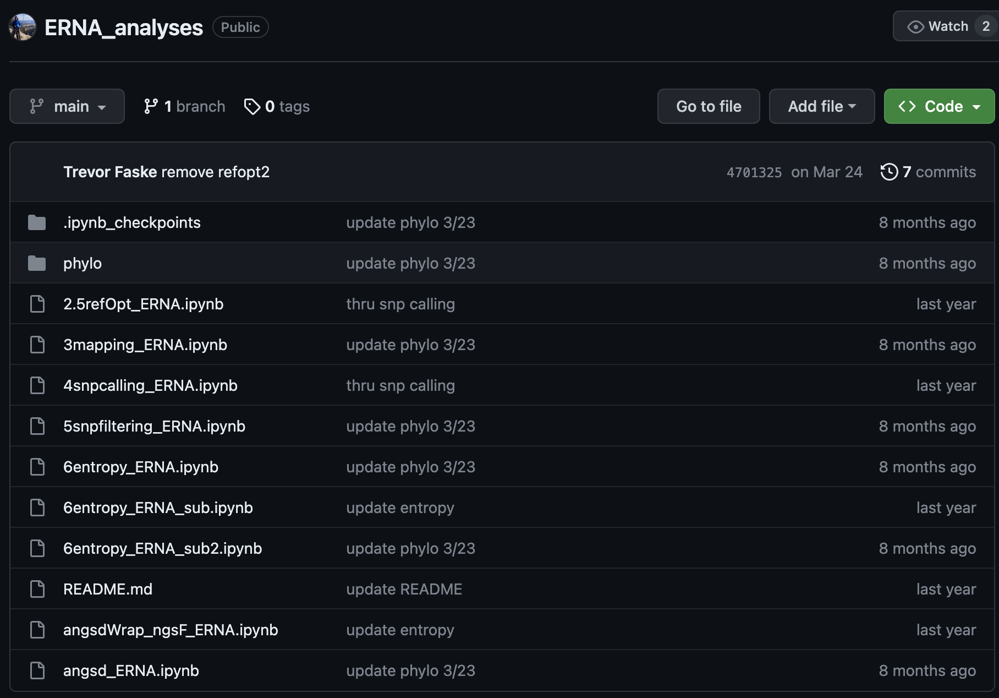 ERNA_analyses Public Watch 2
main 1 branch 0 tags Go to file Add file Code
Trevor Faske remove refopt2 4701325 on Mar 24 7 commits
.ipynb_checkpoints update phylo 3/23 8 months ago
phylo update phylo 3/23 8 months ago
2.5refOpt_ERNA.ipynb thru snp calling last year
3mapping_ERNA.ipynb update phylo 3/23 8 months ago
4snpcalling_ERNA.ipynb thru snp calling last year
5snpfiltering_ERNA.ipynb update phylo 3/23 8 months ago
6entropy_ERNA.ipynb update phylo 3/23 8 months ago
6entropy_ERNA_sub.ipynb update entropy last year
6entropy_ERNA_sub2.ipynb update phylo 3/23 8 months ago
README.md update README last year
angsdWrap_ngsF_ERNA.ipynb update entropy last year
angsd_ERNA.ipynb update phylo 3/23 8 months ago